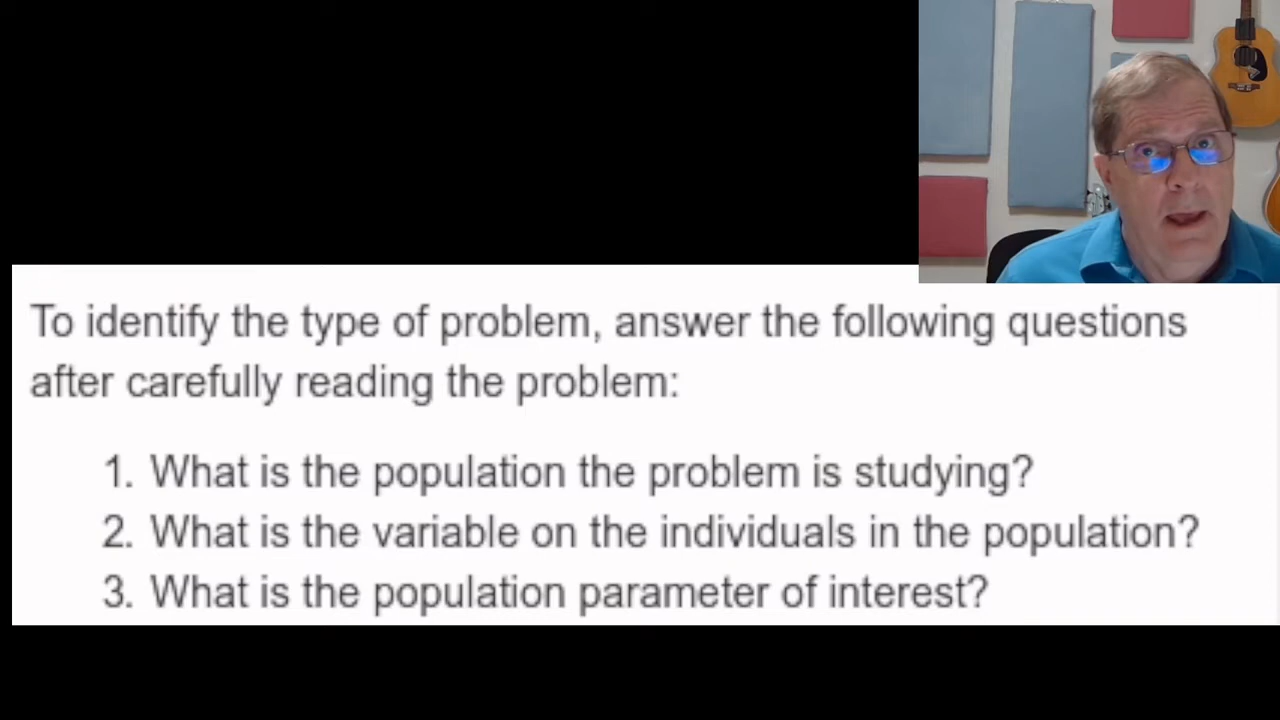 To identify the type of problem, answer the following questions
after carefully reading the problem:
1. What is the population the problem is studying?
2. What is the variable on the individuals in the population?
3. What is the population parameter of interest?